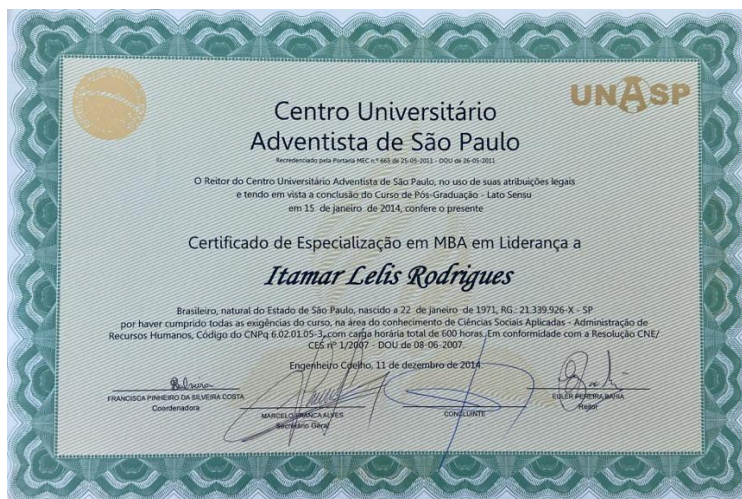 UNASP
Centro Universitário
Adventista de São Paulo
Recredenciado pela Portaria MEC n.º 665 de 25-05-2011 - DOU de 26-05-2011
O Reitor do Centro Universitário Adventista de São Paulo, no uso de suas atribuições legais
e tendo em vista a conclusão do Curso de Pós-Graduação - Lato Sensu
em 15 de janeiro de 2014, confere o presente
Certificado de Especialização em MBA em Liderança a
Itamar Lelis Rodrigues
Brasileiro, natural do Estado de São Paulo, nascido a 22 de janeiro de 1971, RG.: 21.339.926-X - SP
por haver cumprido todas as exigências do curso, na área do conhecimento de Ciências Sociais Aplicadas - Administração de
Recursos Humanos, Código do CNPq 6.02.01.05-3, com carga horária total de 600 horas. Em conformidade com a Resolução CNE/
CES nº 1/2007 - DOU de 08-06-2007.
Engenheiro Coelho, 11 de dezembro de 2014.
FRANCISCA PINHEIRO DA SILVEIRA COSTA
Coordenadora
MARCELO FRANCA ALVES
Secretário Geral
CONCLUINTE
EULER PEREIRA BAHIA
Reitor